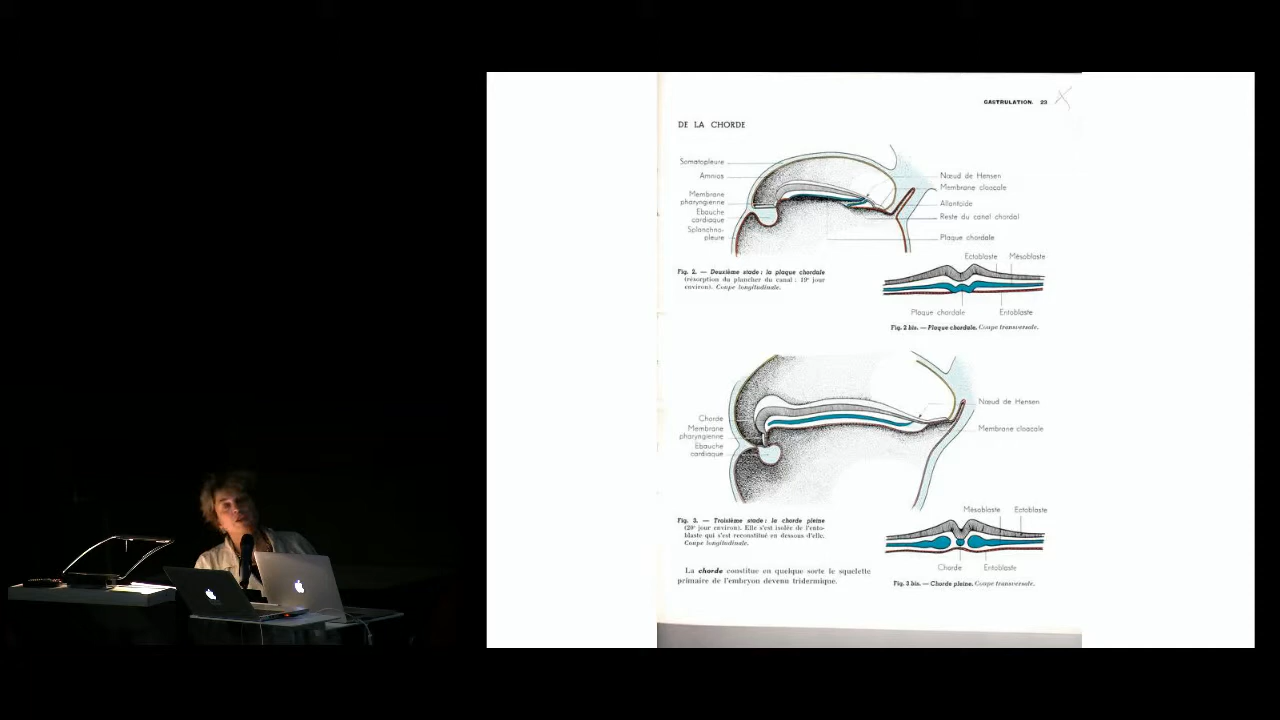 GASTRULATION. 23
DE LA CHORDE
Somatopleure
Amnios
Membrane
pharyngienne
Ebauche
cardiaque
Splanchno-
pleure
Nœud de Hensen
Membrane cloacale
Allantoïde
Reste du canal chordal
Plaque chordale
Fig. 2. — Deuxième stade : la plaque chordale
(résorption du plancher du canal : 19e jour
environ). Coupe longitudinale.
Ectoblaste Mésoblaste
Plaque chordale Entoblaste
Fig. 2 bis. — Plaque chordale. Coupe transversale.
Chorde
Membrane
pharyngienne
Ebauche
cardiaque
Nœud de Hensen
Membrane cloacale
Fig. 3. — Troisième stade : la chorde pleine
(20e jour environ). Elle s'est isolée de l'ento-
blaste qui s'est reconstitué en dessous d'elle.
Coupe longitudinale.
Mésoblaste Ectoblaste
Chorde Entoblaste
Fig. 3 bis. — Chorde pleine. Coupe transversale.
La chorde constitue en quelque sorte le squelette
primaire de l'embryon devenu tridermique.